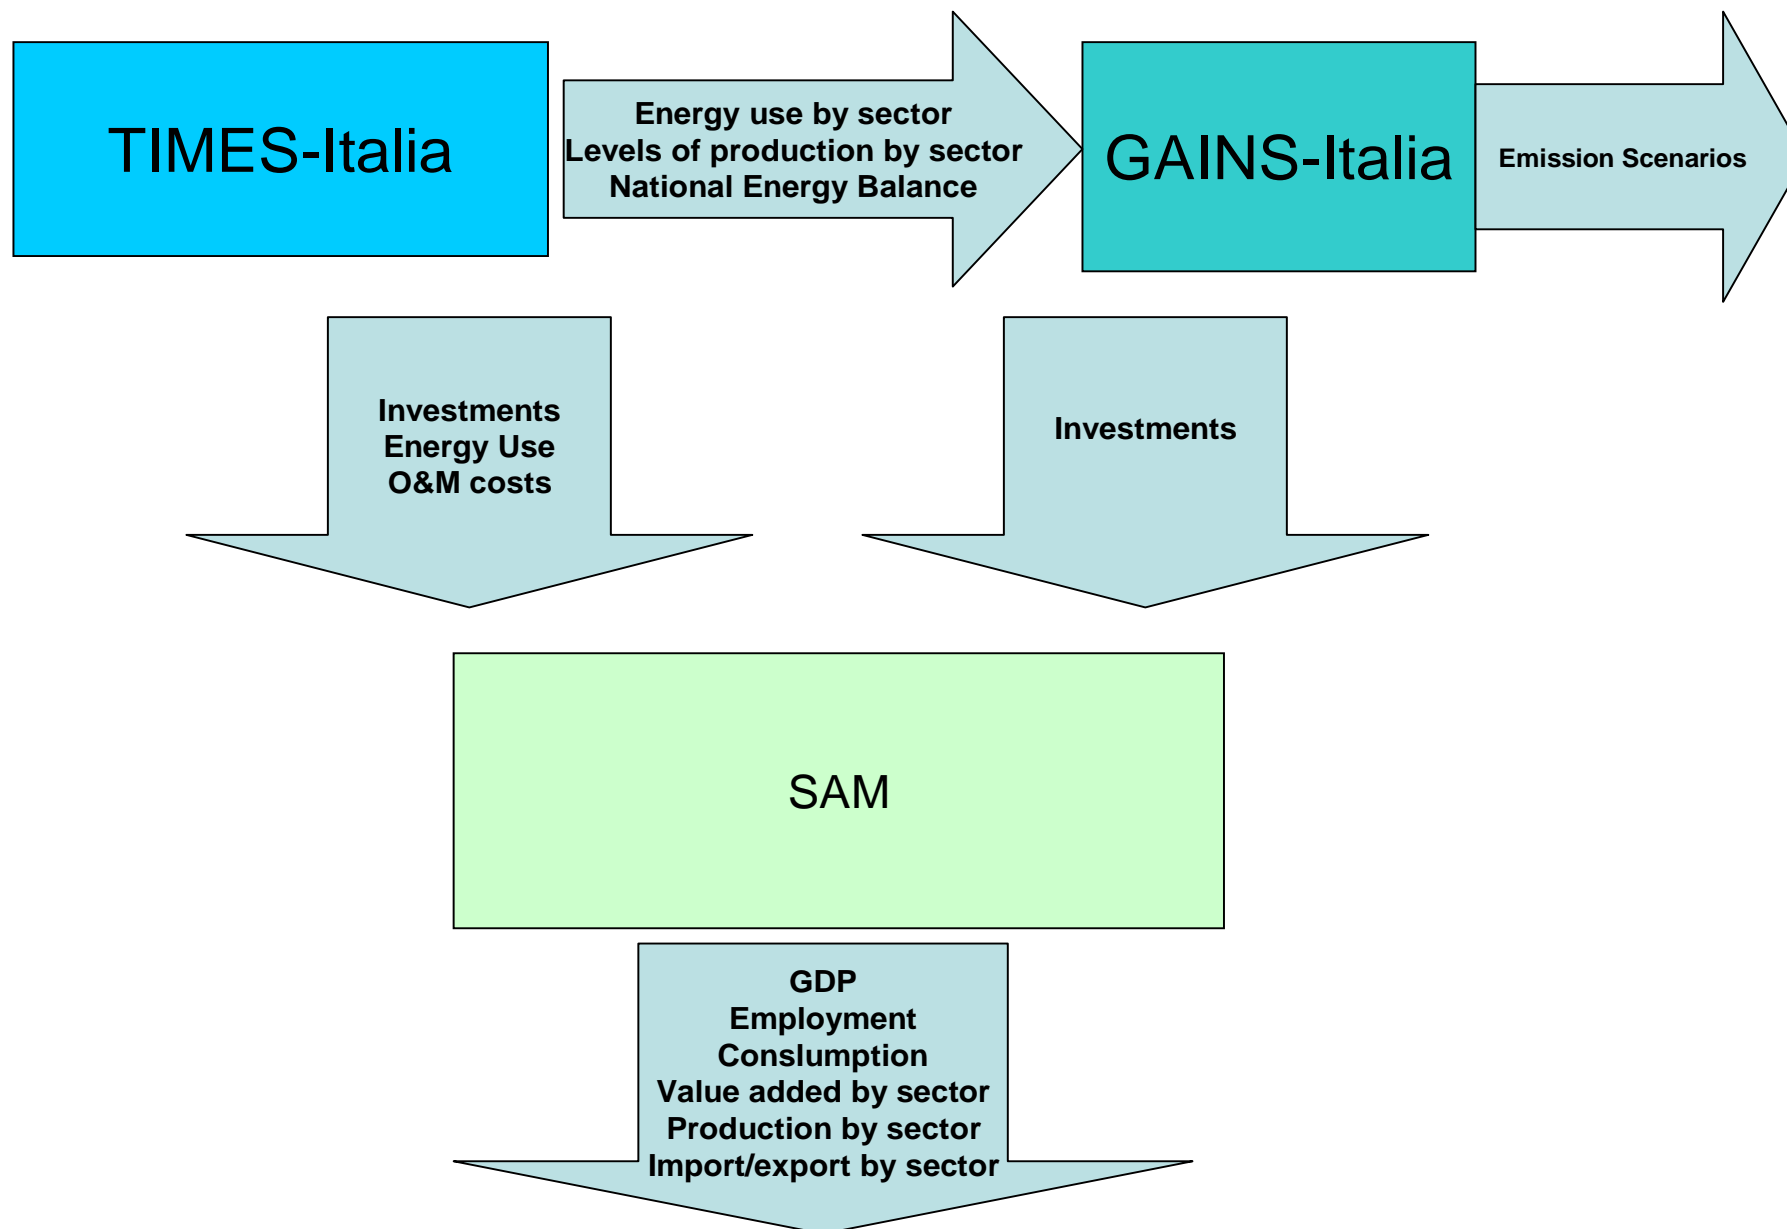 TIMES-Italia
Energy use by sector
Levels of production by sector
National Energy Balance
GAINS-Italia
Emission Scenarios
Investments
Energy Use
O&M costs
Investments
SAM
GDP
Employment
Conslumption
Value added by sector
Production by sector
Import/export by sector